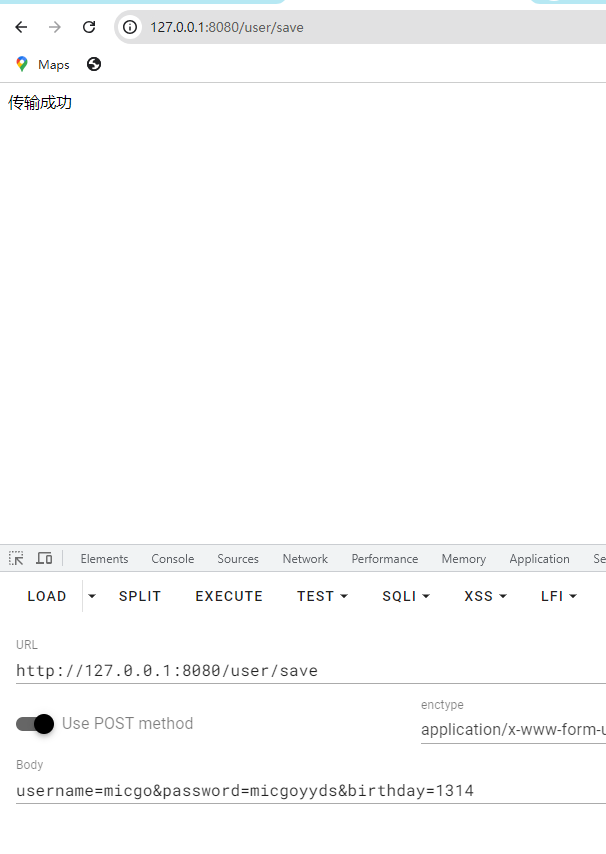 127.0.0.1:8080/user/save
Maps
传输成功
Elements Console Sources Network Performance Memory Application Se
LOAD SPLIT EXECUTE TEST SQLI XSS LFI
URL
http://127.0.0.1:8080/user/save
Use POST method
enctype
application/x-www-form-u
Body
username=micgo&password=micgoyyds&birthday=1314